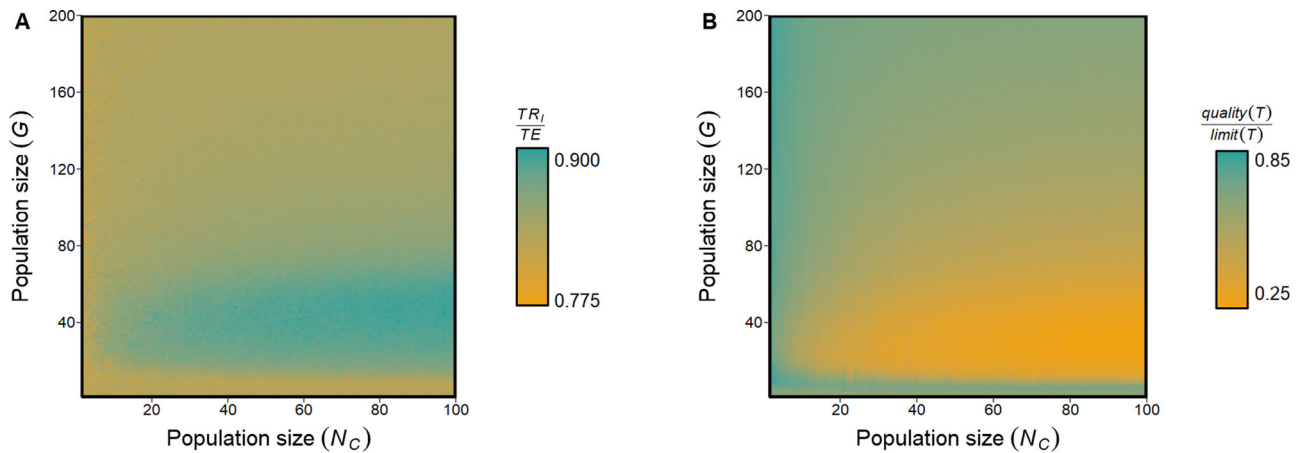 A
Population size (G)
200
160
120
80
40
20
40
60
80
100
Population size (N_C)
TR_I
TE
0.900
0.775
B
Population size (G)
200
160
120
80
40
20
40
60
80
100
Population size (N_C)
quality(T)
limit(T)
0.85
0.25